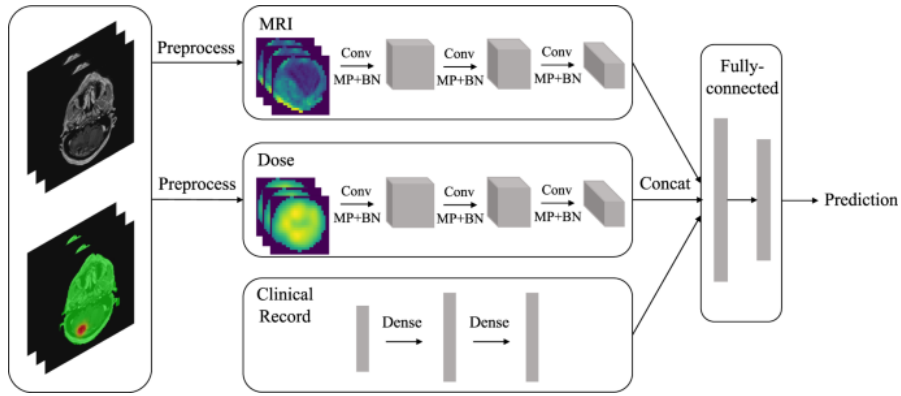 Preprocess
Preprocess
MRI
Conv
MP+BN
Conv
MP+BN
Conv
MP+BN
Dose
Conv
MP+BN
Conv
MP+BN
Conv
MP+BN
Clinical
Record
Dense
Dense
Concat
Fully-
connected
Prediction